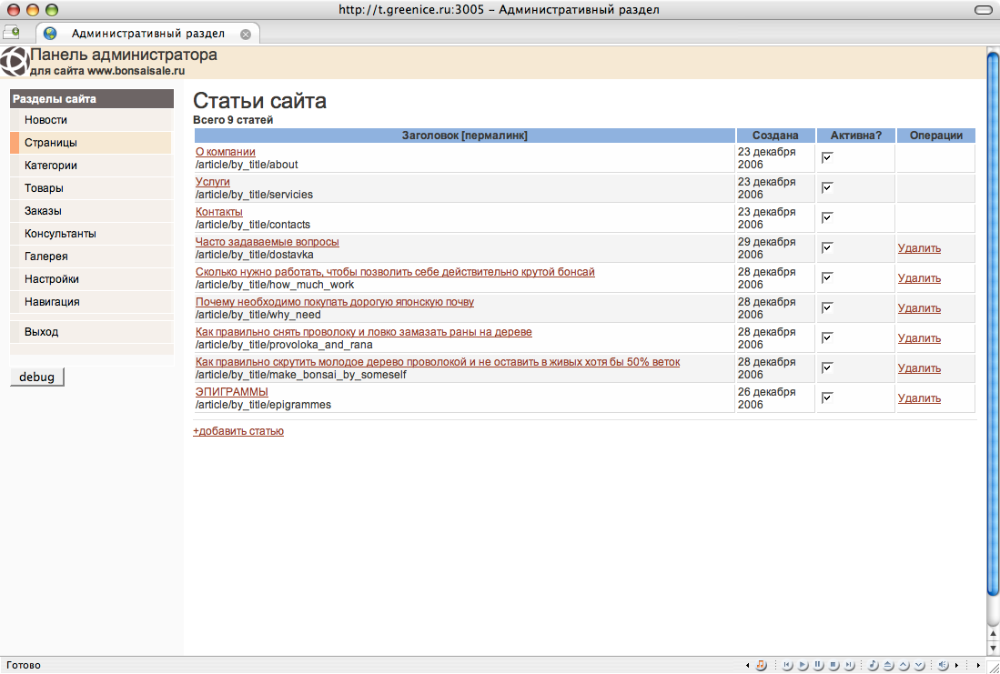 http://t.greenice.ru:3005 – Административный раздел
Административный раздел
Панель администратора
для сайта www.bonsaisale.ru
Разделы сайта
Новости
Страницы
Категории
Товары
Заказы
Консультанты
Галерея
Настройки
Навигация
Выход
debug
Статьи сайта
Всего 9 статей
Заголовок [пермалинк] Создана Активна? Операции
О компании 23 декабря
/article/by_title/about 2006
Услуги 23 декабря
/article/by_title/servicies 2006
Контакты 23 декабря
/article/by_title/contacts 2006
Часто задаваемые вопросы 29 декабря
/article/by_title/dostavka 2006 Удалить
Сколько нужно работать, чтобы позволить себе действительно крутой бонсай 28 декабря
/article/by_title/how_much_work 2006 Удалить
Почему необходимо покупать дорогую японскую почву 28 декабря
/article/by_title/why_need 2006 Удалить
Как правильно снять проволоку и ловко замазать раны на дереве 28 декабря
/article/by_title/provoloka_and_rana 2006 Удалить
Как правильно скрутить молодое дерево проволокой и не оставить в живых хотя бы 50% веток 28 декабря
/article/by_title/make_bonsai_by_someself 2006 Удалить
ЭПИГРАММЫ 26 декабря
/article/by_title/epigrammes 2006 Удалить
+добавить статью
Готово